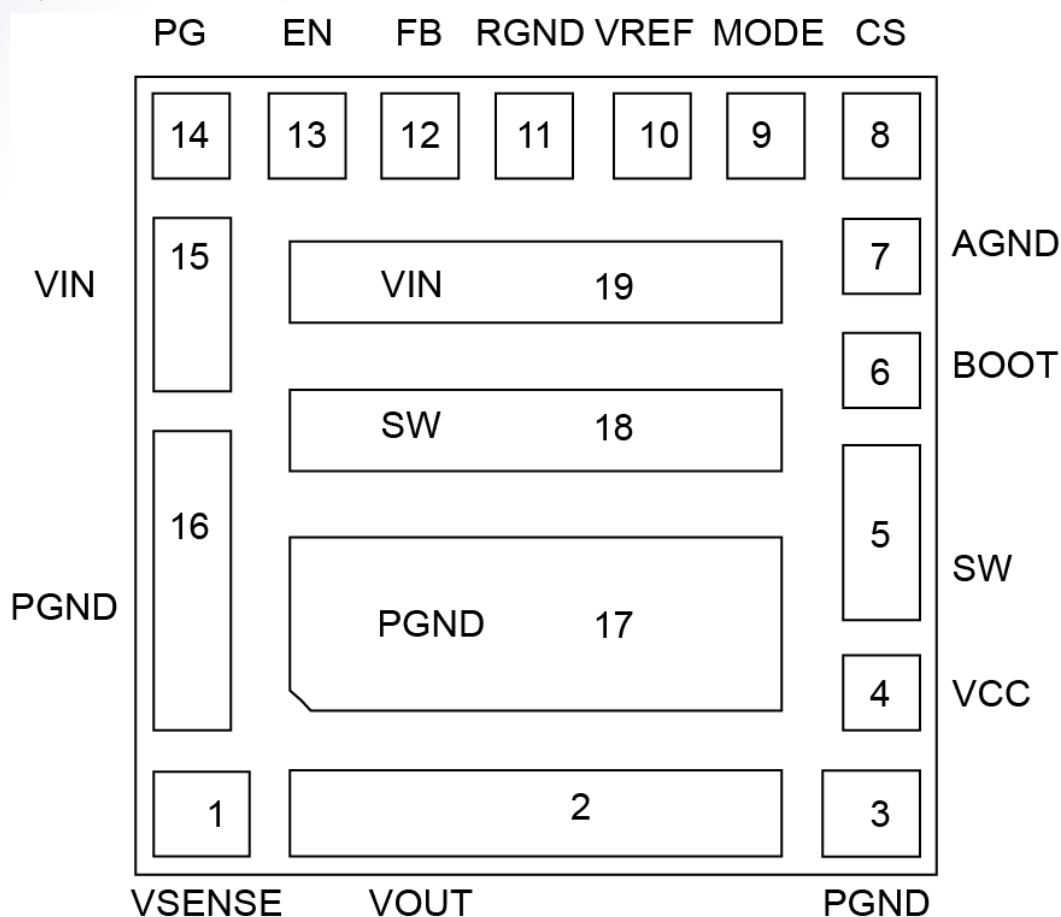 PG EN FB RGND VREF MODE CS
14 13 12 11 10 9 8
15 7 AGND
VIN VIN 19
6 BOOT
SW 18
16 5
SW
PGND PGND 17
4 VCC
1 2 3
VSENSE VOUT PGND